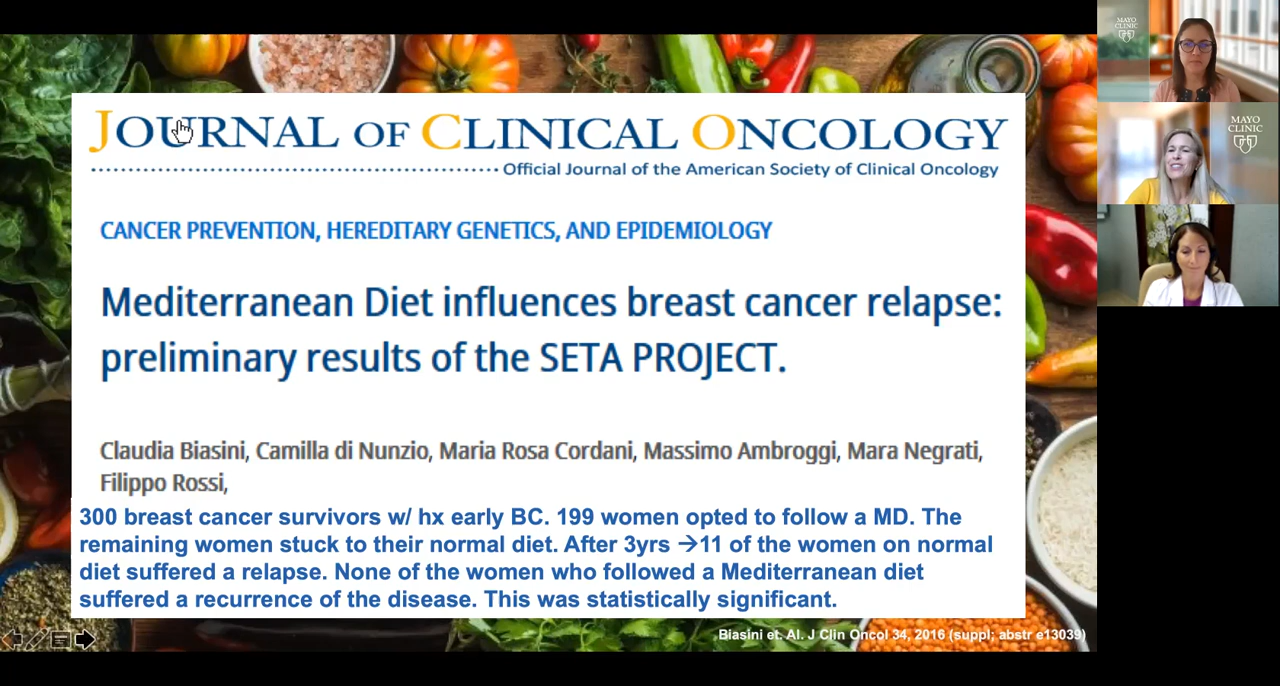 JOURNAL OF CLINICAL ONCOLOGY
Official Journal of the American Society of Clinical Oncology
CANCER PREVENTION, HEREDITARY GENETICS, AND EPIDEMIOLOGY
Mediterranean Diet influences breast cancer relapse:
preliminary results of the SETA PROJECT.
Claudia Biasini, Camilla di Nunzio, Maria Rosa Cordani, Massimo Ambroggi, Mara Negrati,
Filippo Rossi,
300 breast cancer survivors w/ hx early BC. 199 women opted to follow a MD. The
remaining women stuck to their normal diet. After 3yrs →11 of the women on normal
diet suffered a relapse. None of the women who followed a Mediterranean diet
suffered a recurrence of the disease. This was statistically significant.
Biasini et. Al. J Clin Oncol 34, 2016 (suppl; abstr e13039)
MAYO
CLINIC
MAYO
CLINIC